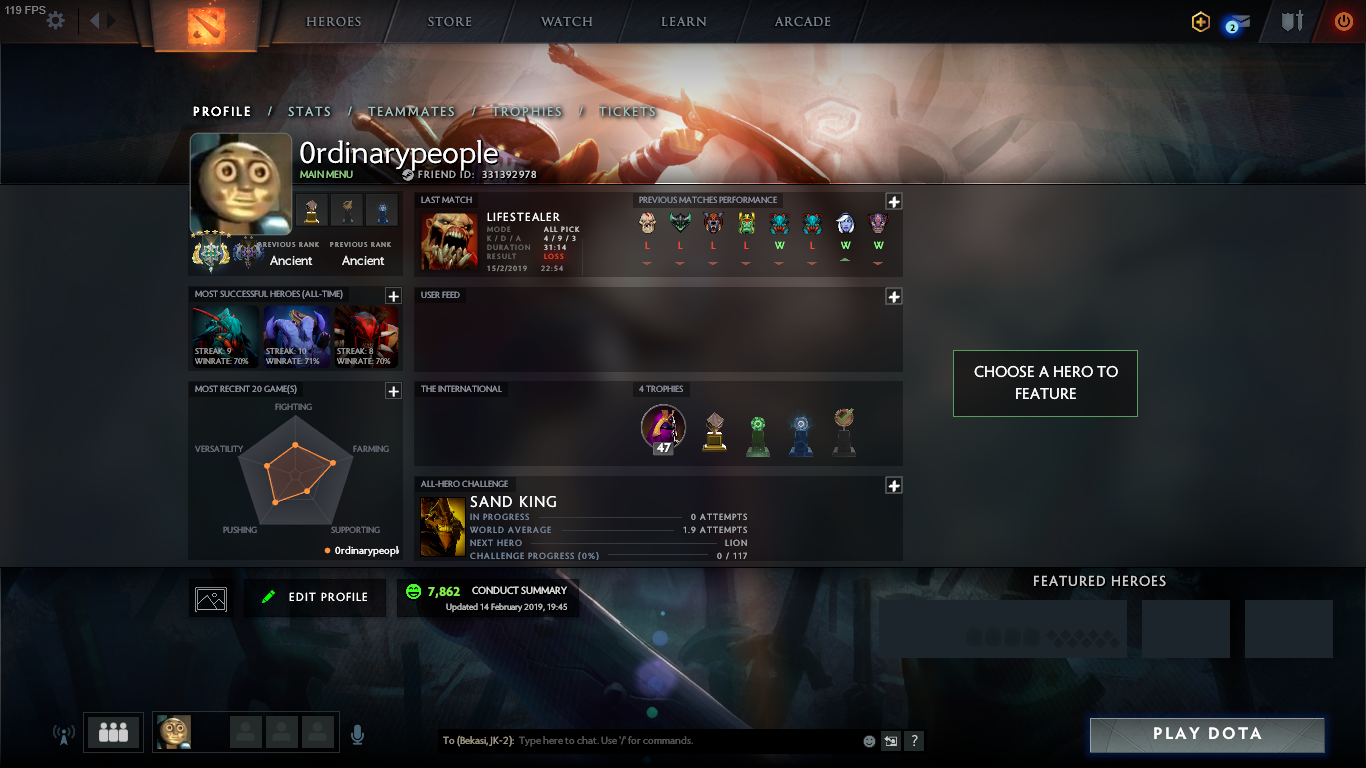 119 FPS
HEROES
STORE
WATCH
LEARN
ARCADE
2
PROFILE / STATS / TEAMMATES / TROPHIES / TICKETS
0rdinarypeople
MAIN MENU
FRIEND ID: 331392978
PREVIOUS RANK
Ancient
PREVIOUS RANK
Ancient
LAST MATCH
LIFESTEALER
MODE ALL PICK
K / D / A 4 / 9 / 3
DURATION 31:14
RESULT LOSS
15/2/2019 22:54
PREVIOUS MATCHES PERFORMANCE
L L L L W L W W
MOST SUCCESSFUL HEROES (ALL-TIME)
STREAK: 9
WINRATE: 70%
STREAK: 10
WINRATE: 71%
STREAK: 8
WINRATE: 70%
USER FEED
MOST RECENT 20 GAME(S)
FIGHTING
VERSATILITY
FARMING
PUSHING
SUPPORTING
0rdinarypeopl
THE INTERNATIONAL
4 TROPHIES
47
ALL-HERO CHALLENGE
SAND KING
IN PROGRESS 0 ATTEMPTS
WORLD AVERAGE 1.9 ATTEMPTS
NEXT HERO LION
CHALLENGE PROGRESS (0%) 0 / 117
CHOOSE A HERO TO
FEATURE
EDIT PROFILE
7,862 CONDUCT SUMMARY
Updated 14 February 2019, 19:45
FEATURED HEROES
To (Bekasi, JK-2): Type here to chat. Use '/' for commands.
?
PLAY DOTA